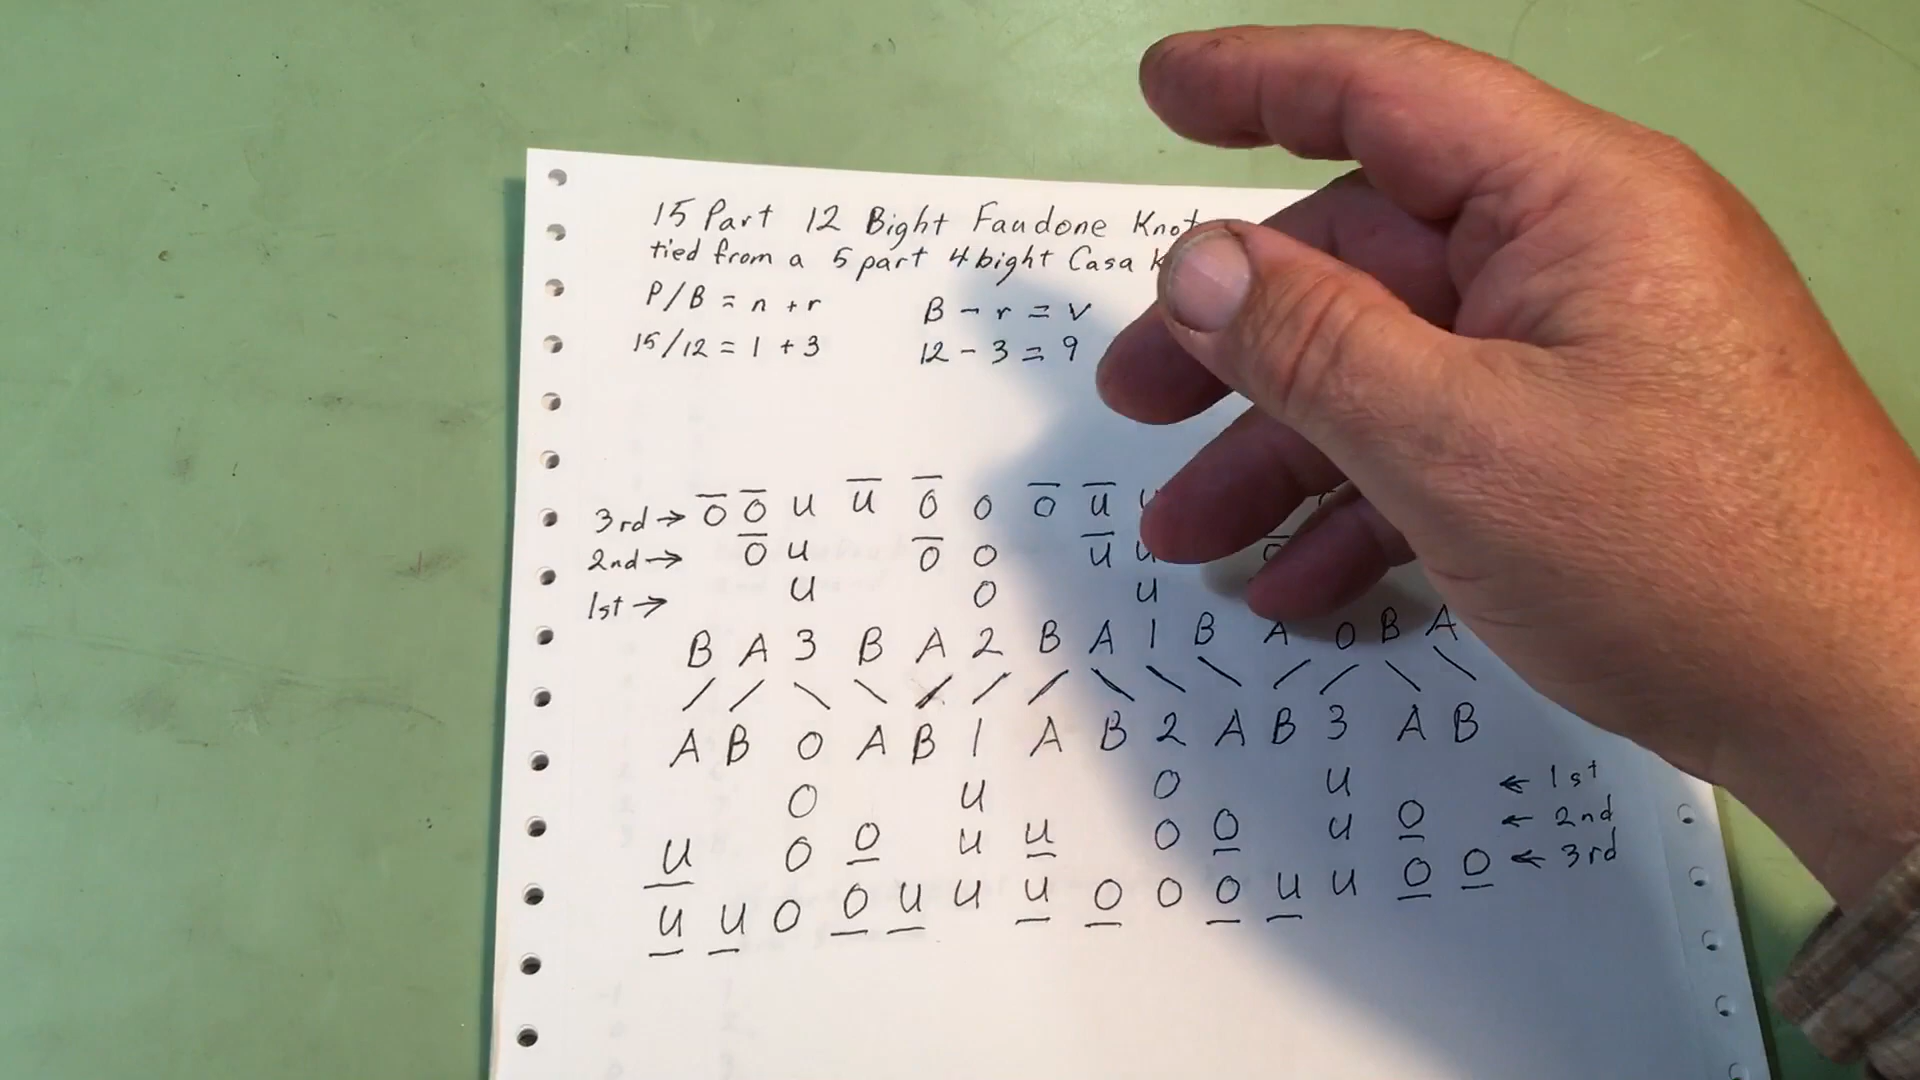 15 Part 12 Bight Faudone Knot
tied from a 5 part 4 bight Casa
P/B = n + r B - r = v
15/12 = 1 + 3 12 - 3 = 9
3rd → O̅ O̅ U U̅ O̅ O O̅ U̅ U
2nd → O̅ U O̅ O U̅ U O̅
1st → U O U
B A 3 B A 2 B A 1 B A 0 B A
/ / \ \ / / / \ \ \ / / \ \
A B 0 A B 1 A B 2 A B 3 A B
O U O U ← 1st
U̲ O O̲ U U̲ O O̲ U O̲ ← 2nd
U̲ U̲ O O̲ U̲ U U̲ O̲ O O̲ U̲ U O̲ O̲ ← 3rd